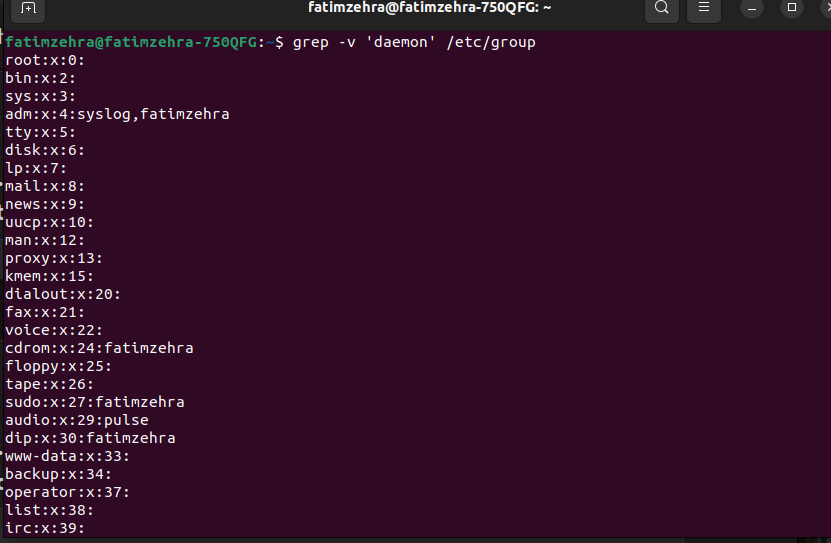 fatimzehra@fatimzehra-750QFG: ~
fatimzehra@fatimzehra-750QFG:~$ grep -v 'daemon' /etc/group
root:x:0:
bin:x:2:
sys:x:3:
adm:x:4:syslog,fatimzehra
tty:x:5:
disk:x:6:
lp:x:7:
mail:x:8:
news:x:9:
uucp:x:10:
man:x:12:
proxy:x:13:
kmem:x:15:
dialout:x:20:
fax:x:21:
voice:x:22:
cdrom:x:24:fatimzehra
floppy:x:25:
tape:x:26:
sudo:x:27:fatimzehra
audio:x:29:pulse
dip:x:30:fatimzehra
www-data:x:33:
backup:x:34:
operator:x:37:
list:x:38:
irc:x:39: